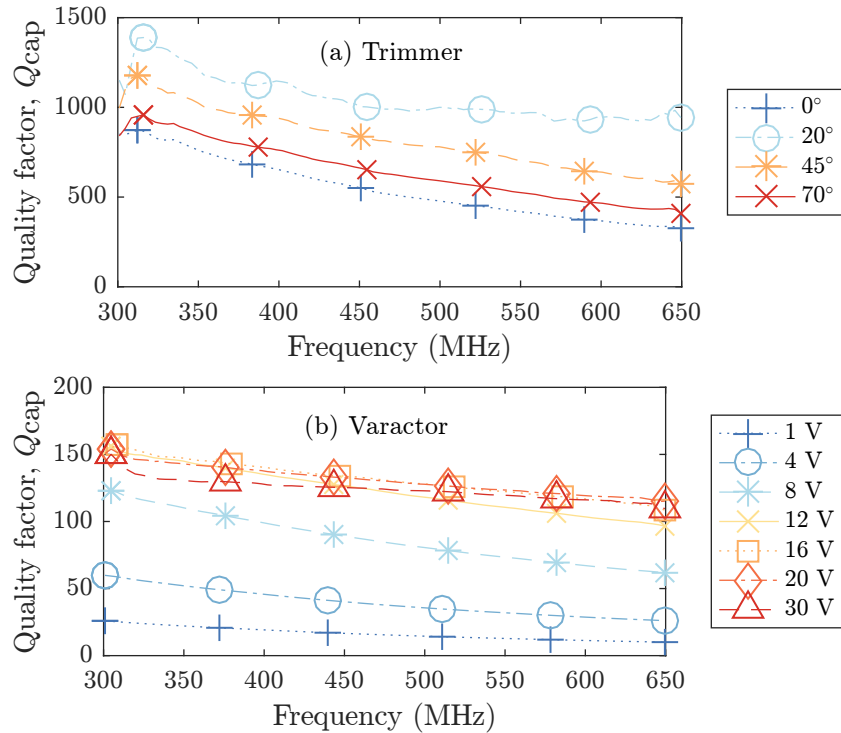 Quality factor, Qcap
1500
1000
500
0
(a) Trimmer
300 350 400 450 500 550 600 650
Frequency (MHz)
0°
20°
45°
70°
Quality factor, Qcap
200
150
100
50
0
(b) Varactor
300 350 400 450 500 550 600 650
Frequency (MHz)
1 V
4 V
8 V
12 V
16 V
20 V
30 V